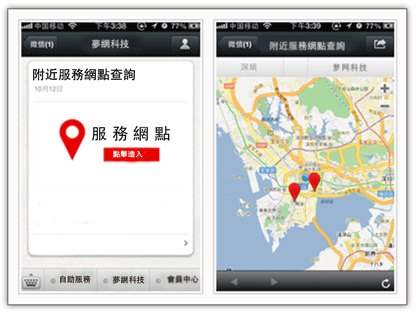 中国移动 下午3:38 77%
微信(1) 夢網科技
附近服務網點查詢
10月12日
服務網點
點擊進入
自助服務 夢網科技 會員中心
中国移动 下午3:39 77%
微信(1) 附近服務網點查詢
深圳 梦网科技